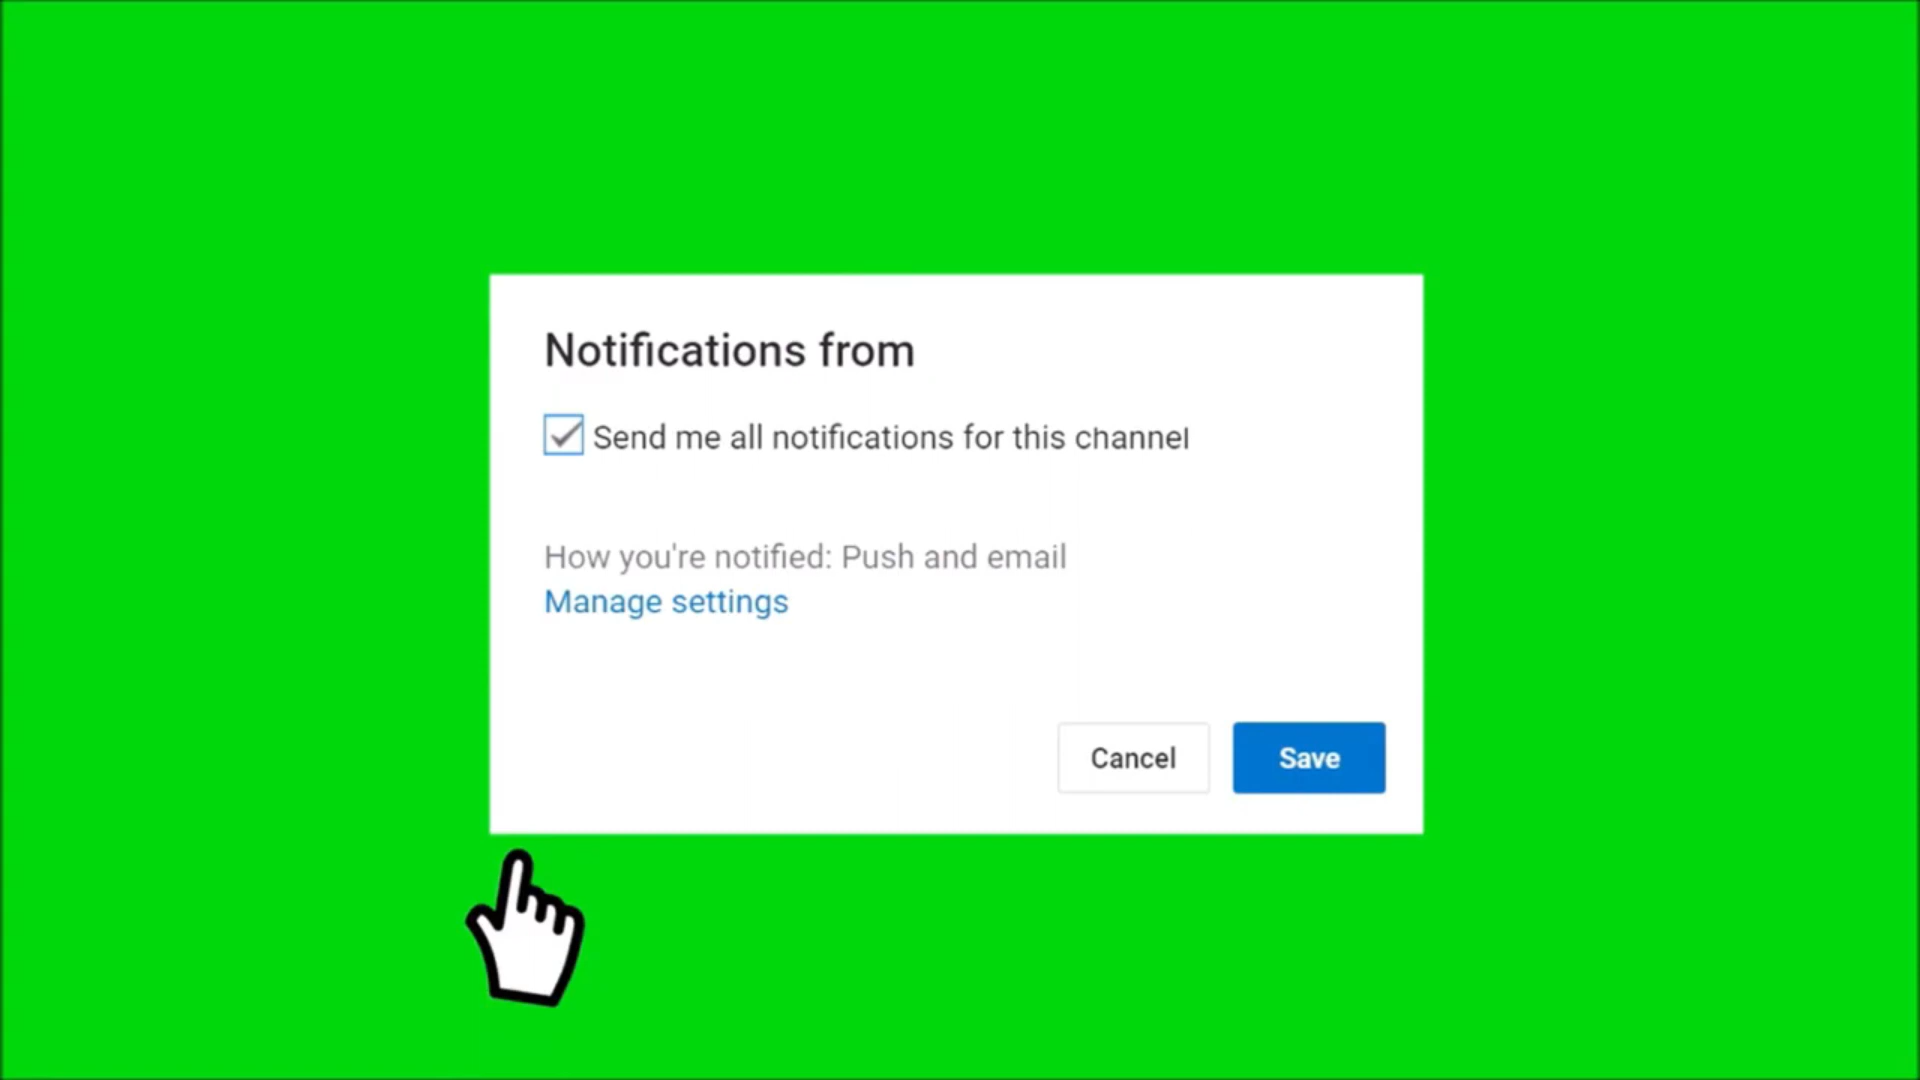 Notifications from
Send me all notifications for this channel
How you're notified: Push and email
Manage settings
Cancel
Save